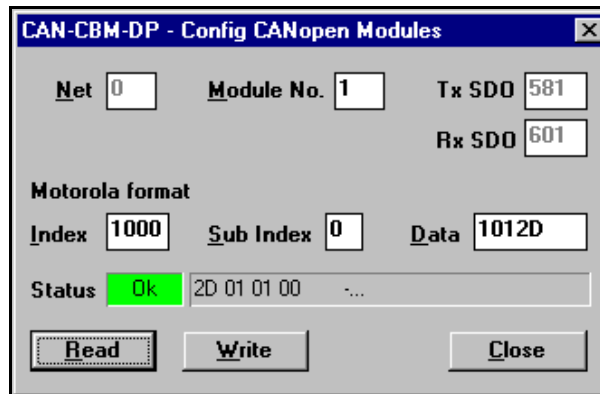 CAN-CBM-DP - Config CANopen Modules
Net 0 Module No. 1 Tx SDO 581
Rx SDO 601
Motorola format
Index 1000 Sub Index 0 Data 1012D
Status Ok 2D 01 01 00 -...
Read Write Close